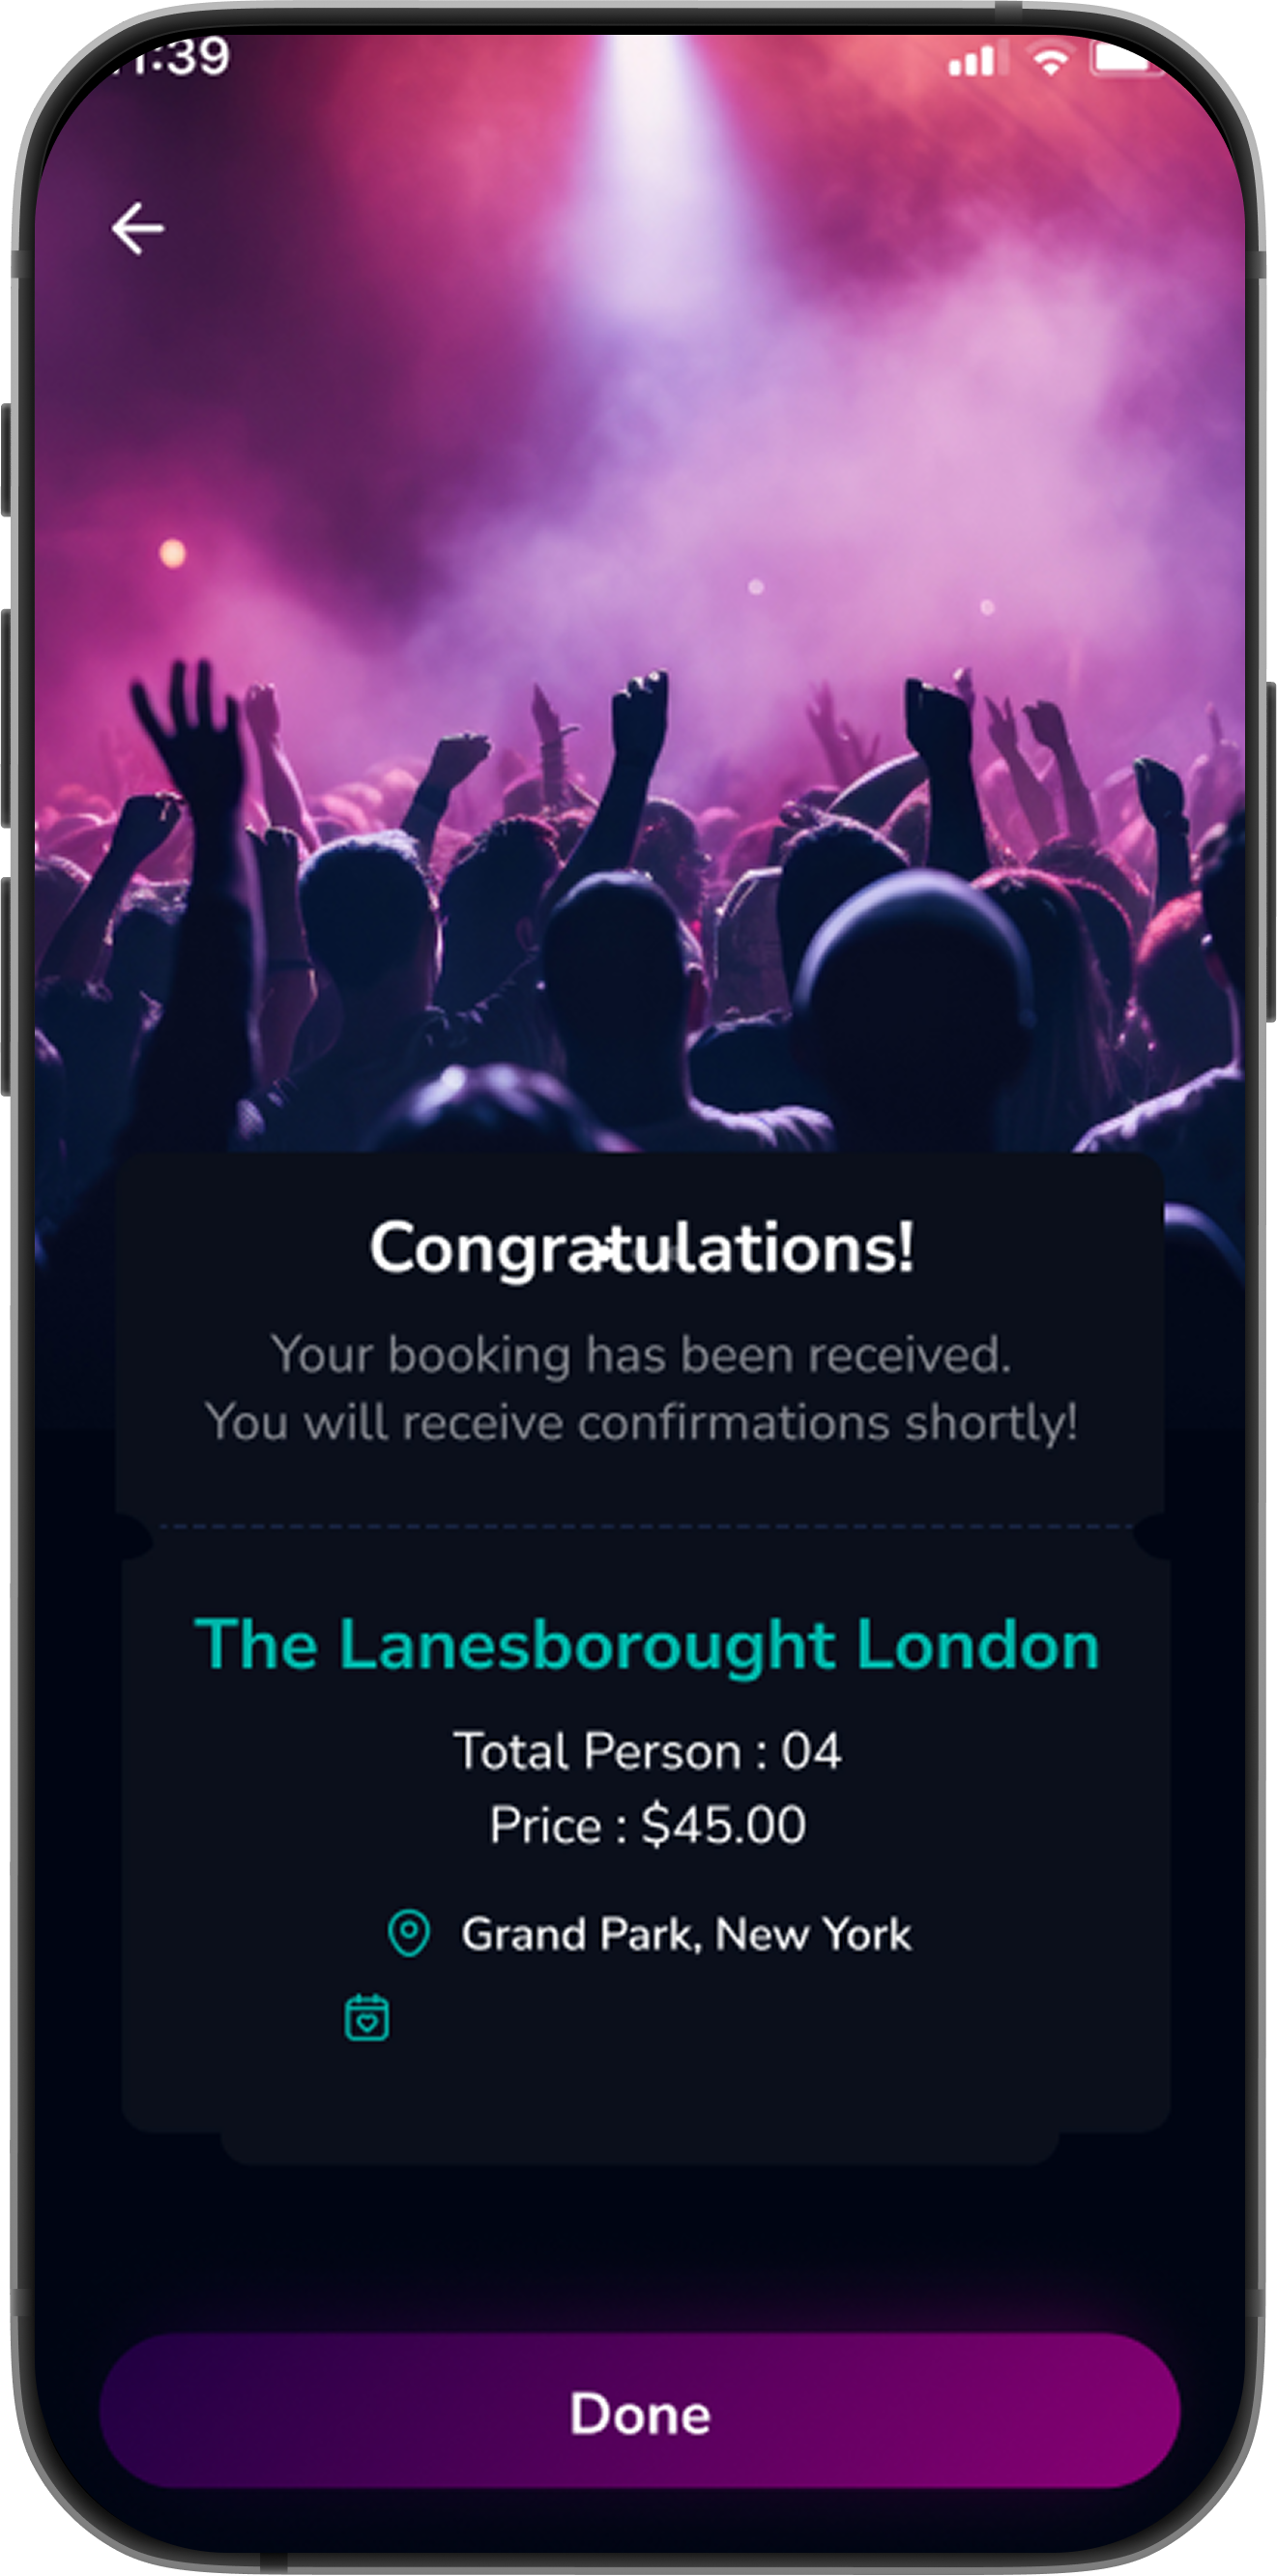 :39
Congratulations!
Your booking has been received.
You will receive confirmations shortly!
The Lanesborought London
Total Person : 04
Price : $45.00
Grand Park, New York
Done